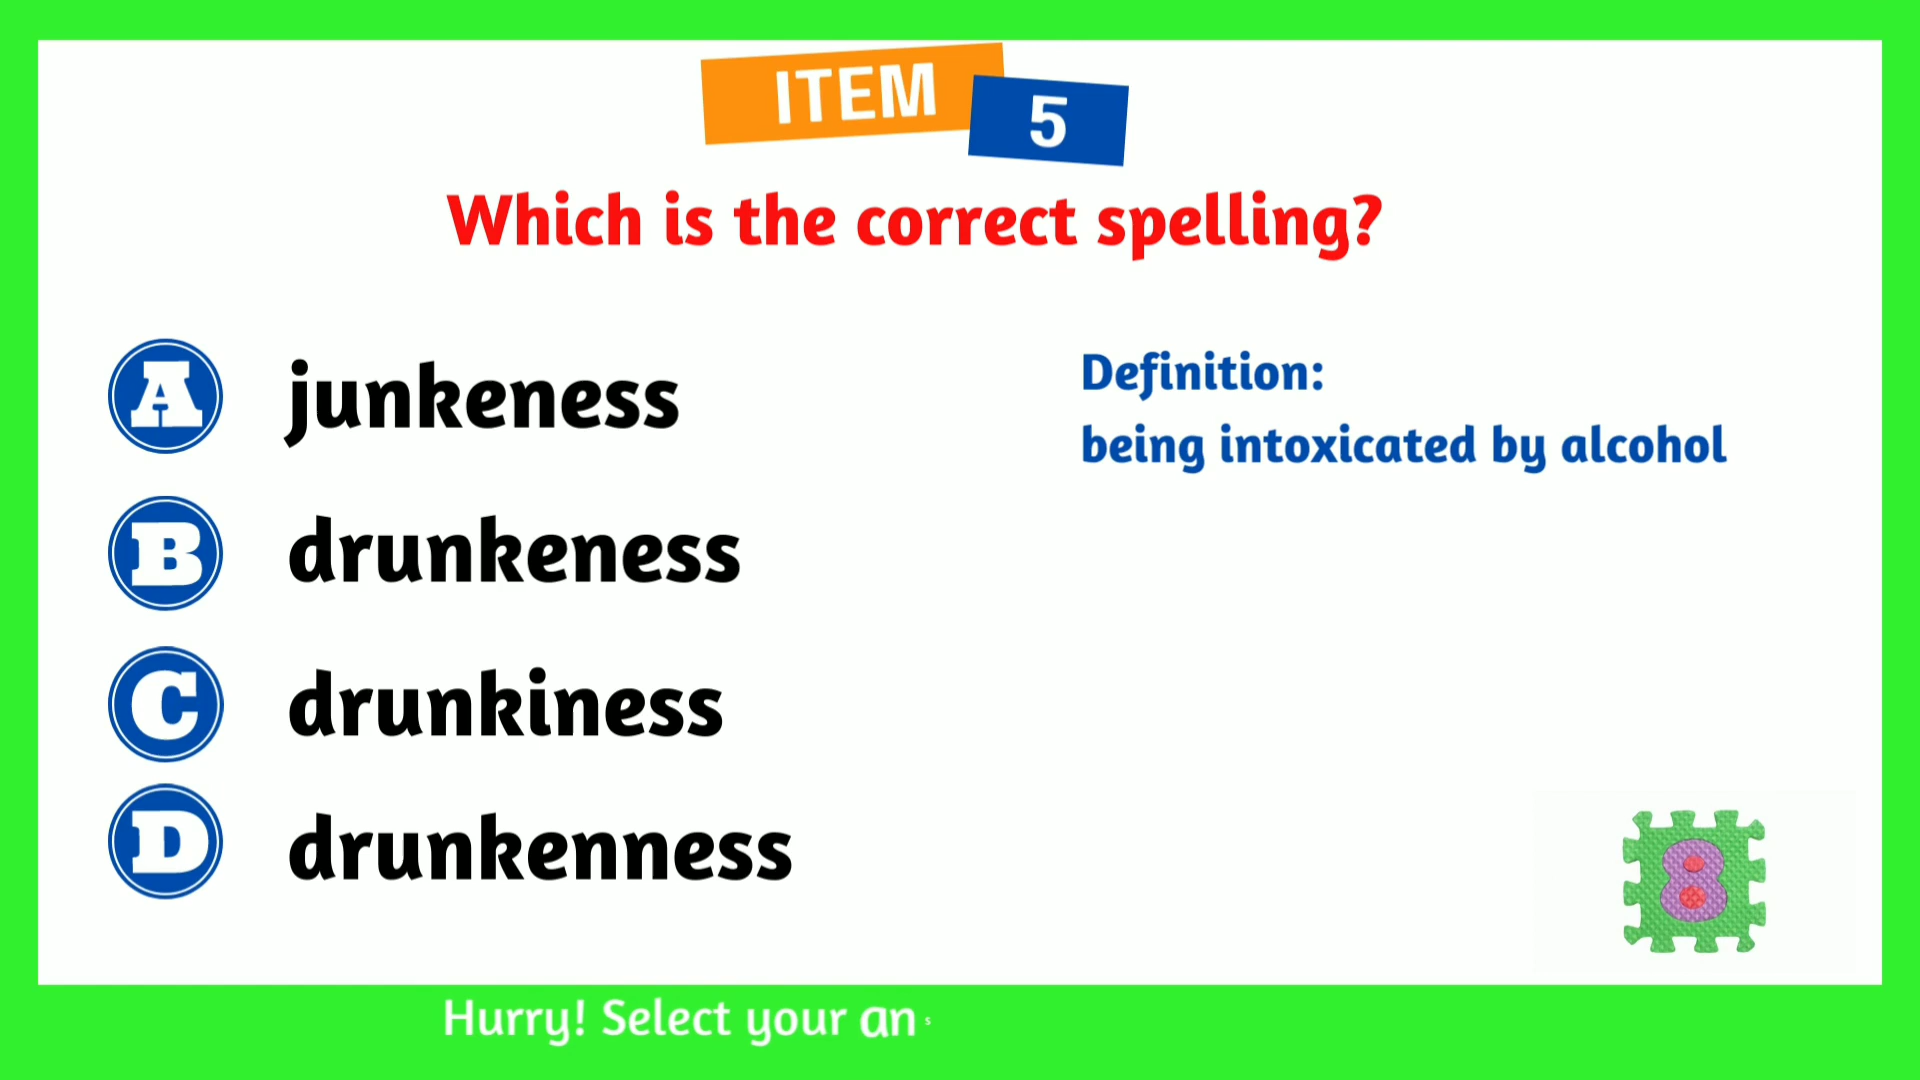 ITEM
5
Which is the correct spelling?
A junkeness
Definition:
being intoxicated by alcohol
B drunkeness
C drunkiness
D drunkenness
8
Hurry! Select your ans